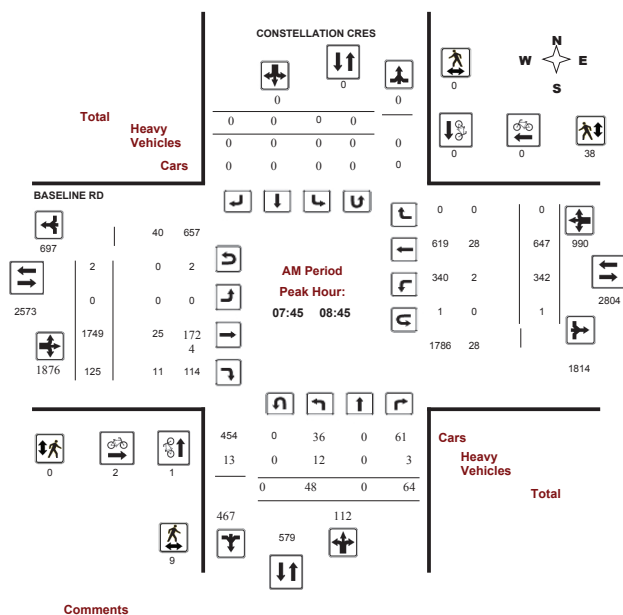 CONSTELLATION CRES
N
W E
S
0
0
0 0
Total
0 0 0 0
Heavy
Vehicles
0 0 0 0 0
Cars
0 0 0 0 0
0 0 38
BASELINE RD
697
40 657
0 0 0
990
2 0 2
AM Period
619 28 647
2573
0 0 0
Peak Hour:
340 2 342
2804
07:45 08:45
1749 25 172
4
1 0 1
1876
125 11 114
1786 28
1814
454 0 36 0 61
Cars
13 12 0 3
Heavy
Vehicles
0 48 0 64
Total
0 2 1
467 112
579
9
Comments